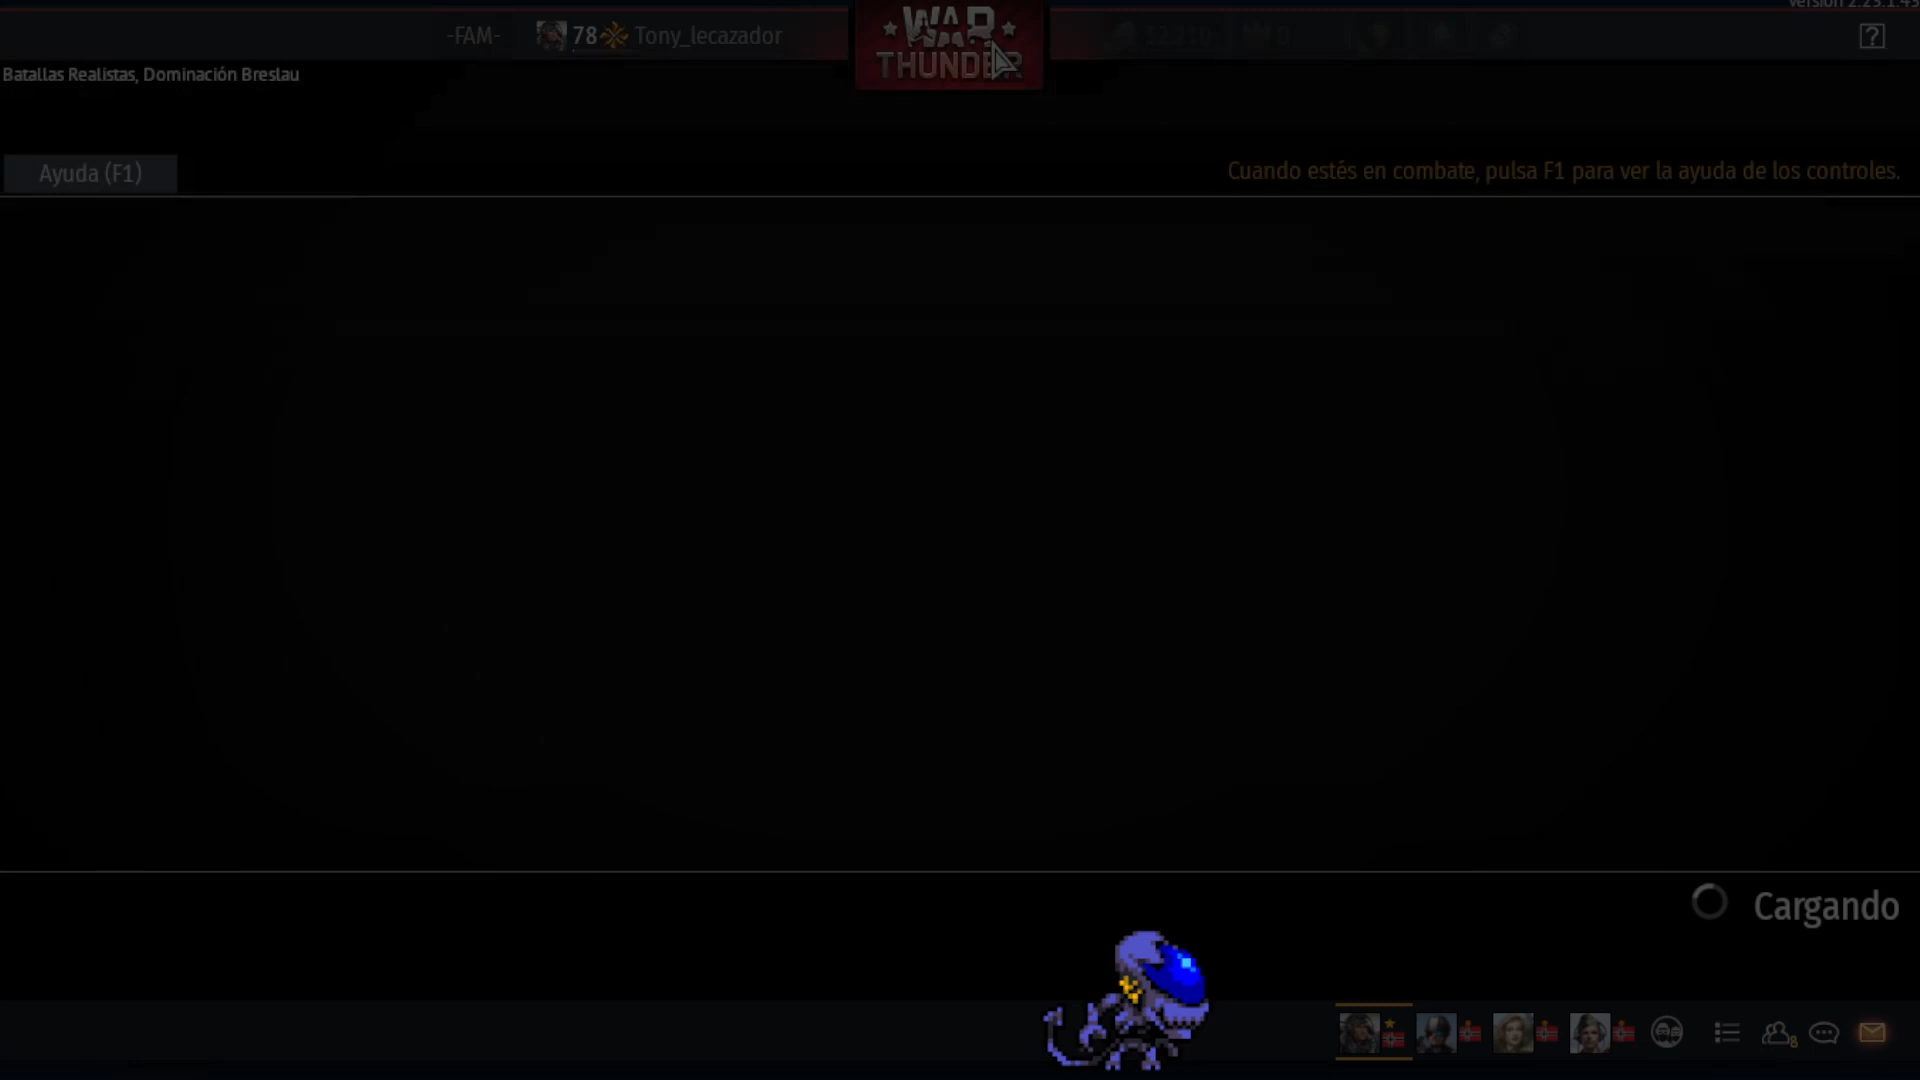 -FAM-
78 Tony_lecazador
WAR
THUNDER
Batallas Realistas, Dominación Breslau
Ayuda (F1)
Cuando estés en combate, pulsa F1 para ver la ayuda de los controles.
Cargando
8